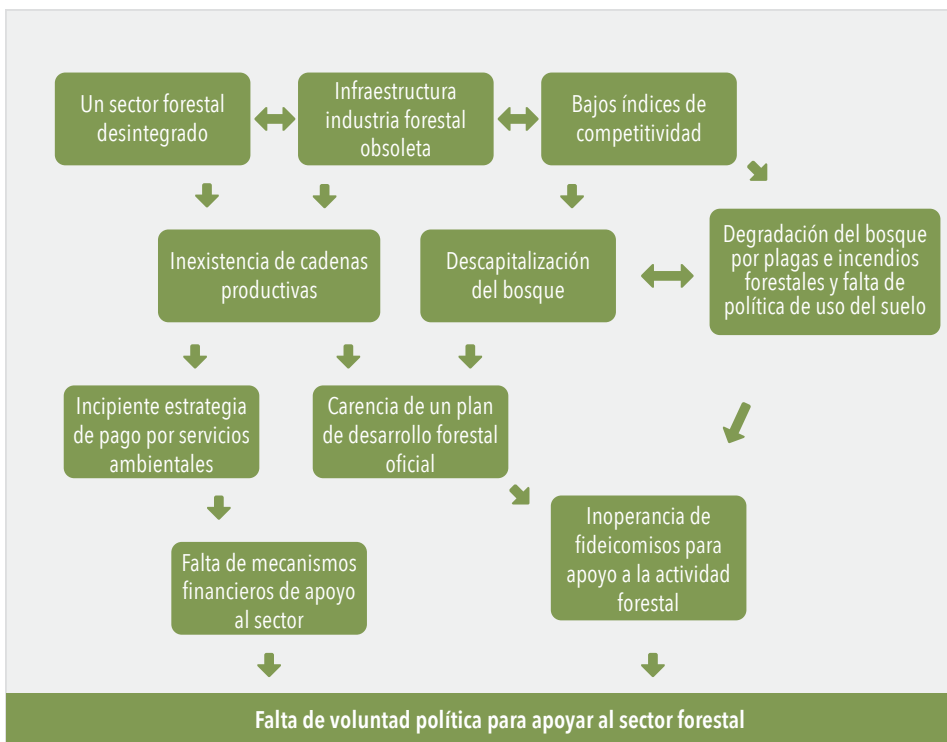 Un sector forestal
desintegrado
Infraestructura
industria forestal
obsoleta
Bajos índices de
competitividad
Inexistencia de cadenas
productivas
Descapitalización
del bosque
Degradación del bosque
por plagas e incendios
forestales y falta de
política de uso del suelo
Incipiente estrategia
de pago por servicios
ambientales
Carencia de un plan
de desarrollo forestal
oficial
Falta de mecanismos
financieros de apoyo
al sector
Inoperancia de
fideicomisos para
apoyo a la actividad
forestal
Falta de voluntad política para apoyar al sector forestal